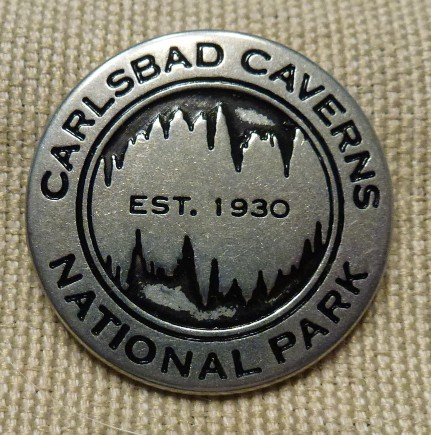 CARLSBAD CAVERNS
EST. 1930
NATIONAL PARK